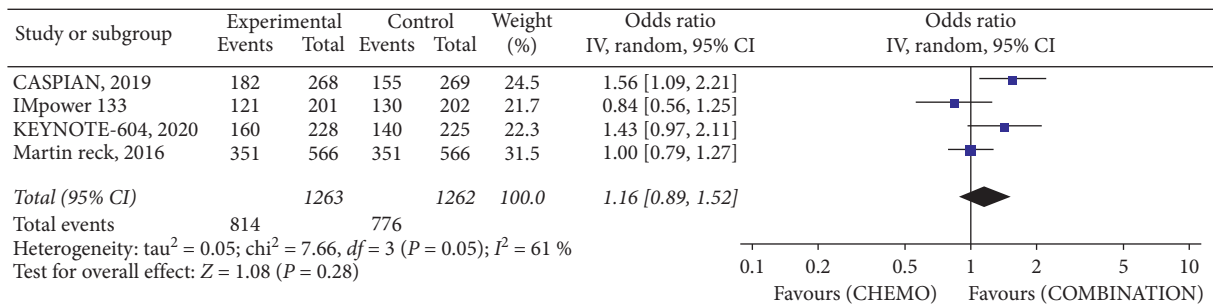 Study or subgroup Experimental Control Weight Odds ratio Odds ratio
Events Total Events Total (%) IV, random, 95% CI IV, random, 95% CI
CASPIAN, 2019 182 268 155 269 24.5 1.56 [1.09, 2.21]
IMpower 133 121 201 130 202 21.7 0.84 [0.56, 1.25]
KEYNOTE-604, 2020 160 228 140 225 22.3 1.43 [0.97, 2.11]
Martin reck, 2016 351 566 351 566 31.5 1.00 [0.79, 1.27]
Total (95% CI) 1263 1262 100.0 1.16 [0.89, 1.52]
Total events 814 776
Heterogeneity: tau² = 0.05; chi² = 7.66, df = 3 (P = 0.05); I² = 61 %
Test for overall effect: Z = 1.08 (P = 0.28)
0.1 0.2 0.5 1 2 5 10
Favours (CHEMO) Favours (COMBINATION)